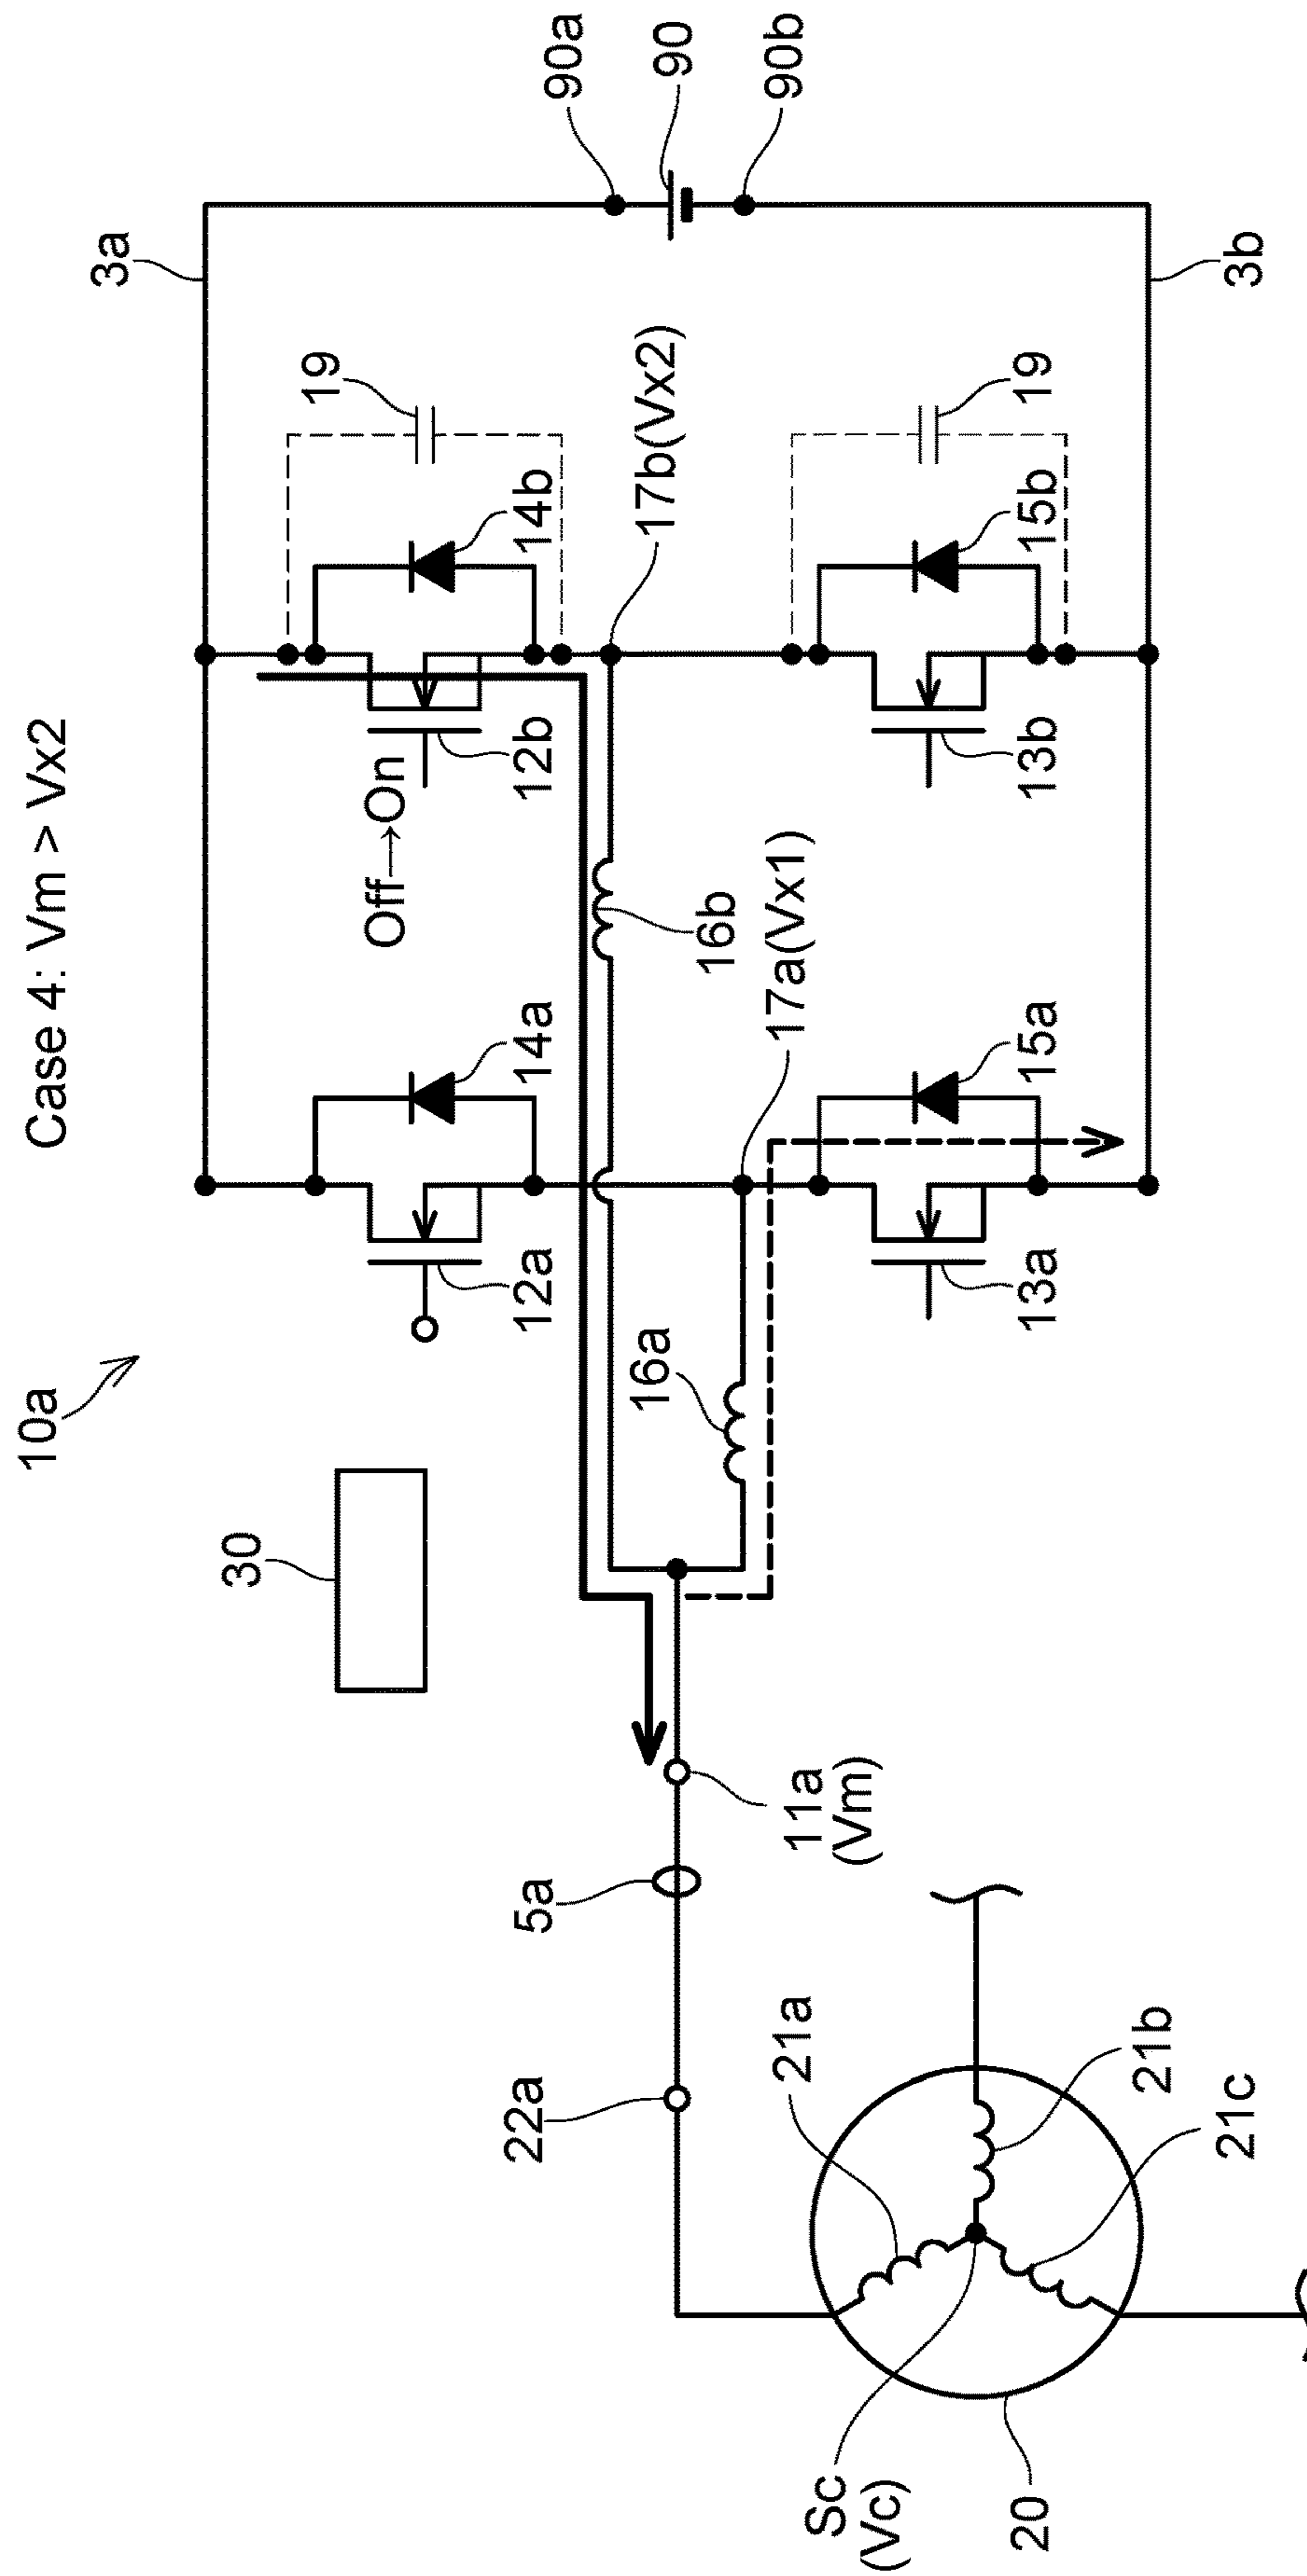 Case 4: Vm > Vx2
10a
3a
90a
90
90b
3b
30
19
14b
12b
Off→On
17b(Vx2)
14a
12a
16b
19
15b
13b
17a(Vx1)
16a
15a
13a
5a
11a
(Vm)
22a
21a
21b
21c
Sc
(Vc)
20